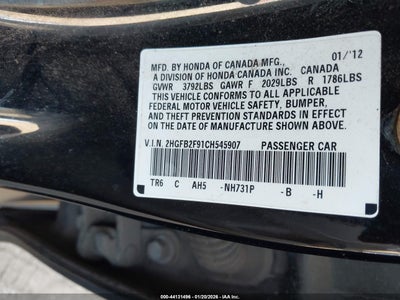 MFD. BY HONDA OF CANADA MFG., 01/'12
A DIVISION OF HONDA CANADA INC. CANADA
GVWR 3792LBS GAWR F 2029LBS R 1786LBS
THIS VEHICLE CONFORMS TO ALL APPLICABLE
FEDERAL MOTOR VEHICLE SAFETY, BUMPER,
AND THEFT PREVENTION STANDARDS IN EFFECT
ON THE DATE OF MANUFACTURE SHOWN ABOVE.
V.I.N. 2HGFB2F91CH545907 PASSENGER CAR
TR6 C AH5 -NH731P -B -H
000-44131496 - 01/20/2026 - IAAI.COM